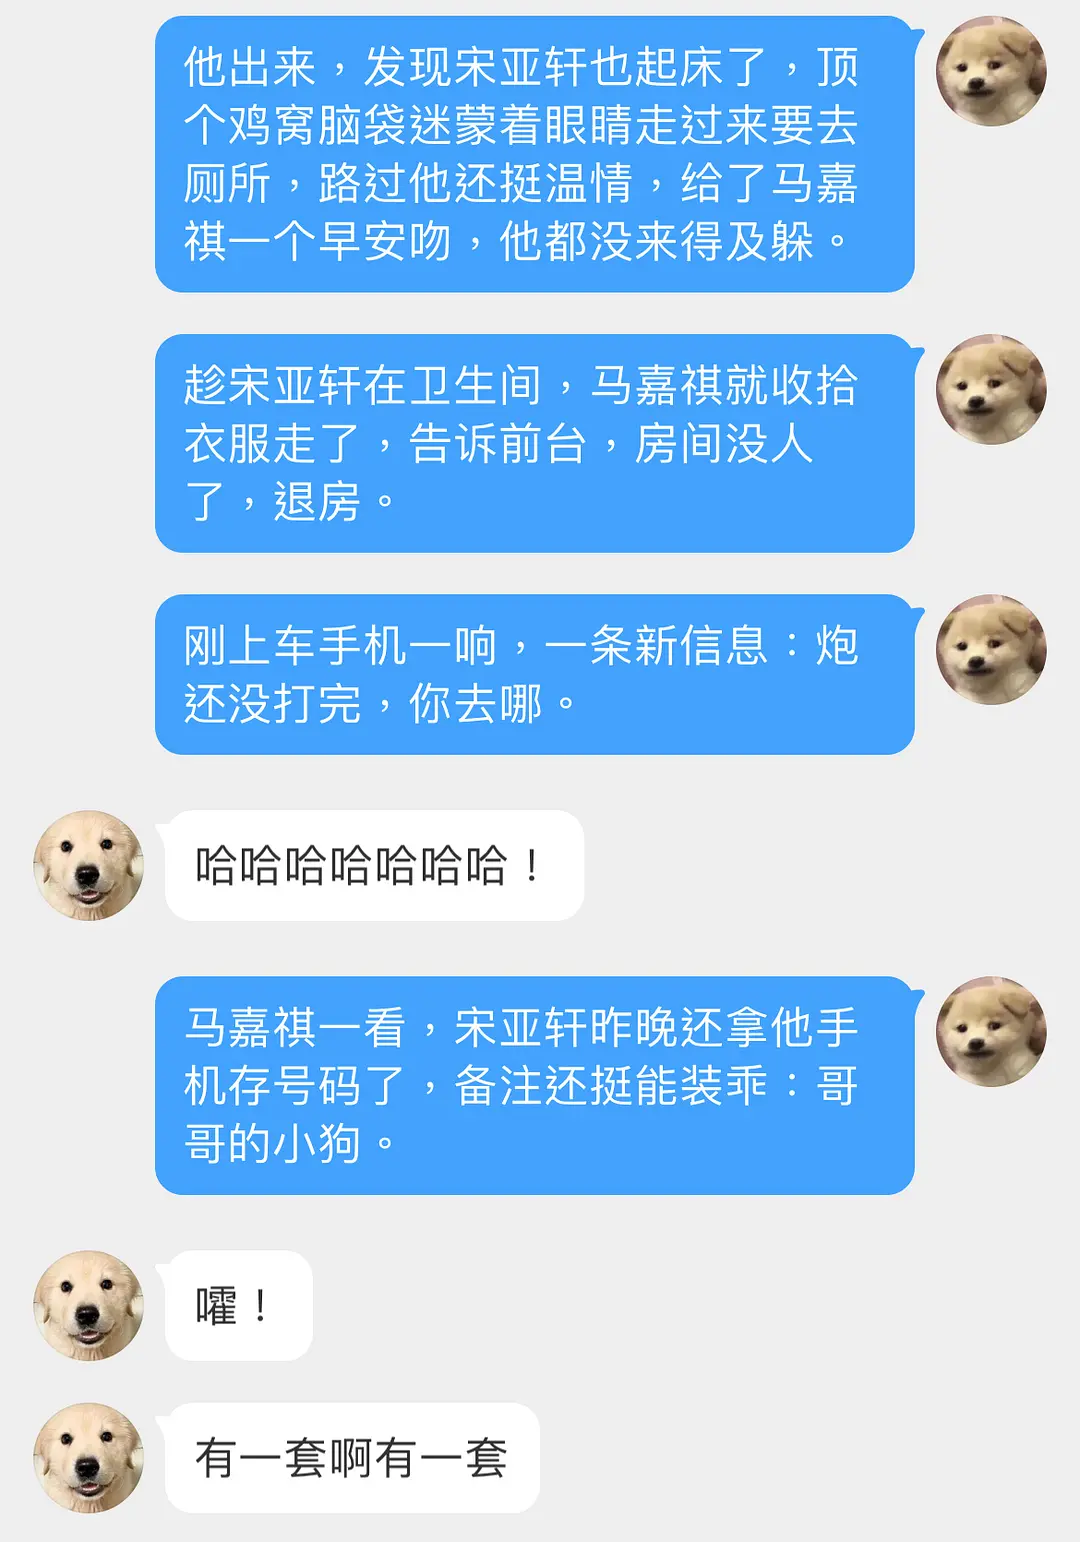 他出来，发现宋亚轩也起床了，顶
个鸡窝脑袋迷蒙着眼睛走过来要去
厕所，路过他还挺温情，给了马嘉
祺一个早安吻，他都没来得及躲。
趁宋亚轩在卫生间，马嘉祺就收拾
衣服走了，告诉前台，房间没人
了，退房。
刚上车手机一响，一条新信息：炮
还没打完，你去哪。
哈哈哈哈哈哈哈！
马嘉祺一看，宋亚轩昨晚还拿他手
机存号码了，备注还挺能装乖：哥
哥的小狗。
嚯！
有一套啊有一套